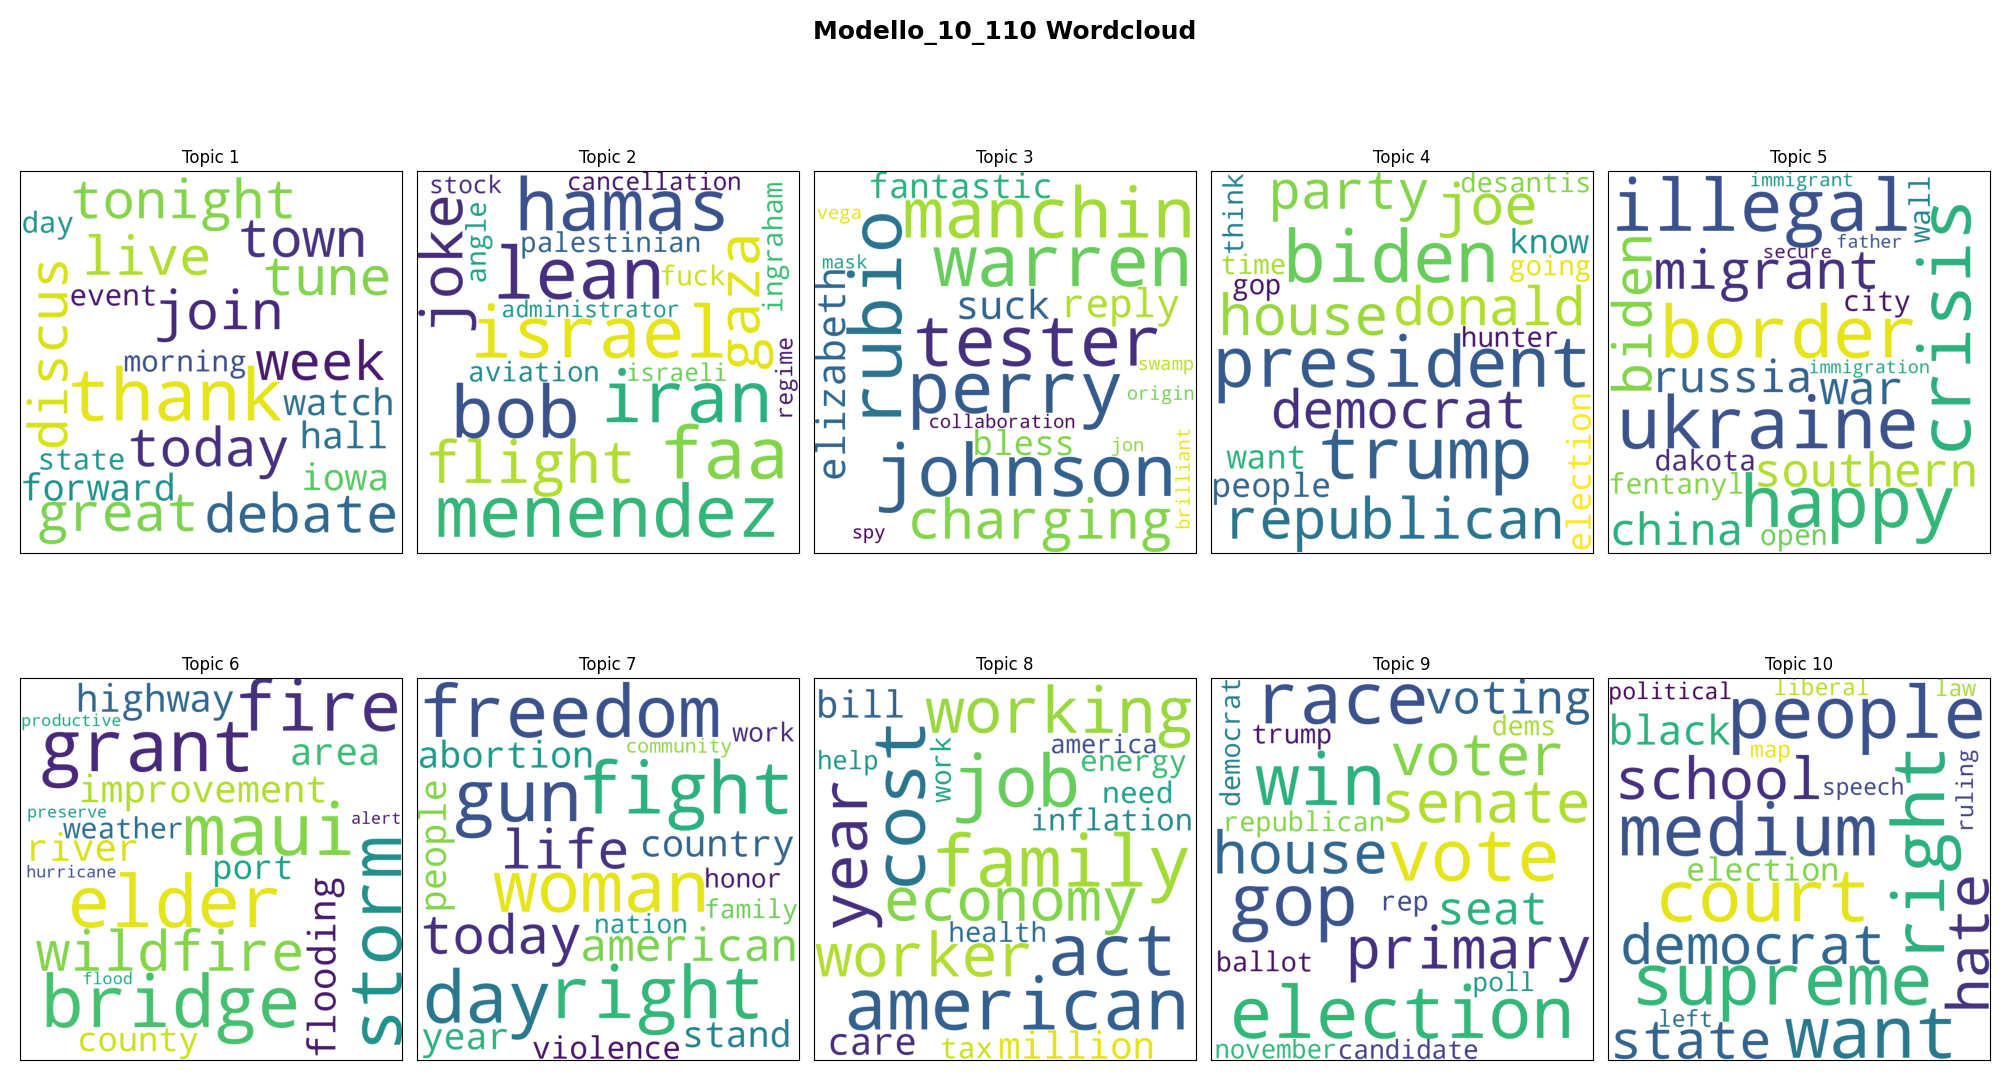 Modello_10_110 Wordcloud
Topic 1
tonight
day
live
town
tune
discuss
event
join
morning
week
thank
watch
today
hall
state
iowa
forward
great
debate
Topic 2
stock
cancellation
hamas
joke
angle
ingraham
palestinian
lean
fuck
gaza
administrator
israel
aviation
israeli
regime
bob
iran
flight
faa
menendez
Topic 3
fantastic
vega
manchin
rubio
warren
mask
elizabeth
suck
reply
tester
swamp
perry
origin
collaboration
bless
jon
johnson
brilliant
charging
spy
Topic 4
think
party
desantis
joe
biden
know
time
going
gop
house
donald
hunter
president
democrat
election
trump
want
people
republican
Topic 5
immigrant
illegal
wall
father
secure
biden
migrant
crisis
city
border
immigration
russia
war
ukraine
dakota
southern
fentanyl
happy
china
open
Topic 6
highway
fire
productive
grant
area
improvement
preserve
maui
alert
weather
river
port
hurricane
elder
flooding
storm
wildfire
flood
bridge
county
Topic 7
freedom
work
community
abortion
fight
gun
people
life
country
woman
honor
family
nation
today
american
day
right
year
stand
violence
Topic 8
bill
working
cost
work
america
help
energy
job
need
year
inflation
family
economy
health
worker
act
american
care
tax
million
Topic 9
democrat
race
voting
trump
dems
win
voter
senate
republican
house
vote
gop
rep
seat
primary
ballot
poll
election
november
candidate
Topic 10
political
liberal
law
people
black
map
right
school
speech
ruling
medium
election
court
hate
democrat
supreme
left
state
want